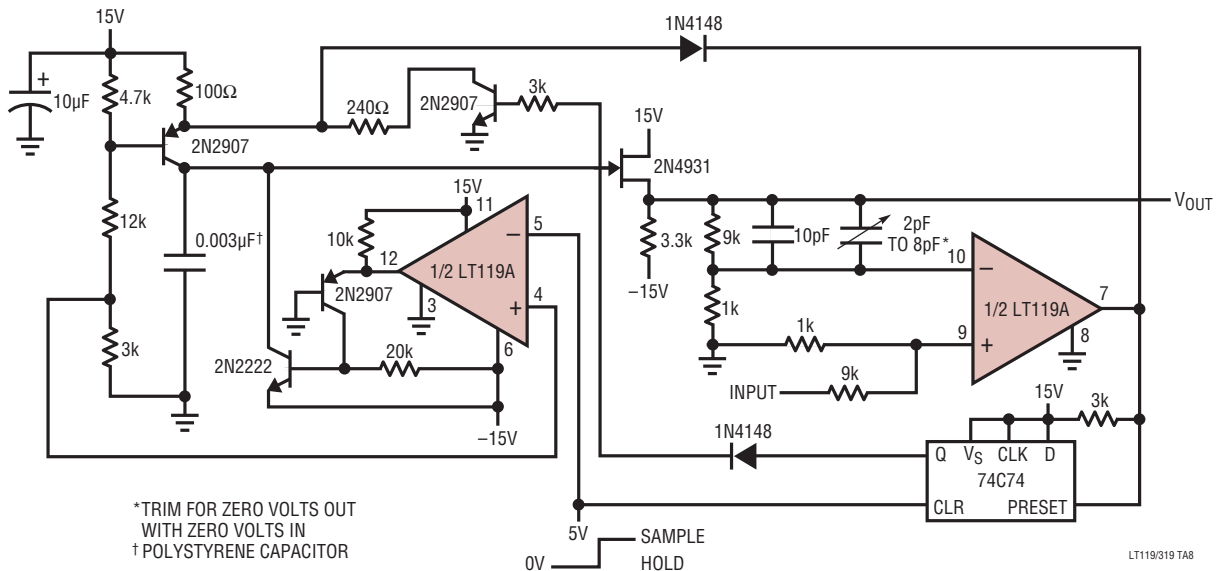 15V
1N4148
+
10µF
4.7k
100Ω
240Ω
2N2907
3k
2N2907
15V
2N4931
VOUT
12k
0.003µF†
15V
11
5
10k
12
1/2 LT119A
−
+
4
3
6
2N2907
3k
2N2222
20k
−15V
3.3k
−15V
9k
10pF
2pF
TO 8pF*
10
−
7
1/2 LT119A
1k
1k
9
+
8
INPUT
9k
15V
3k
1N4148
Q VS CLK D
74C74
CLR PRESET
*TRIM FOR ZERO VOLTS OUT
WITH ZERO VOLTS IN
† POLYSTYRENE CAPACITOR
5V
SAMPLE
0V
HOLD
LT119/319 TA8